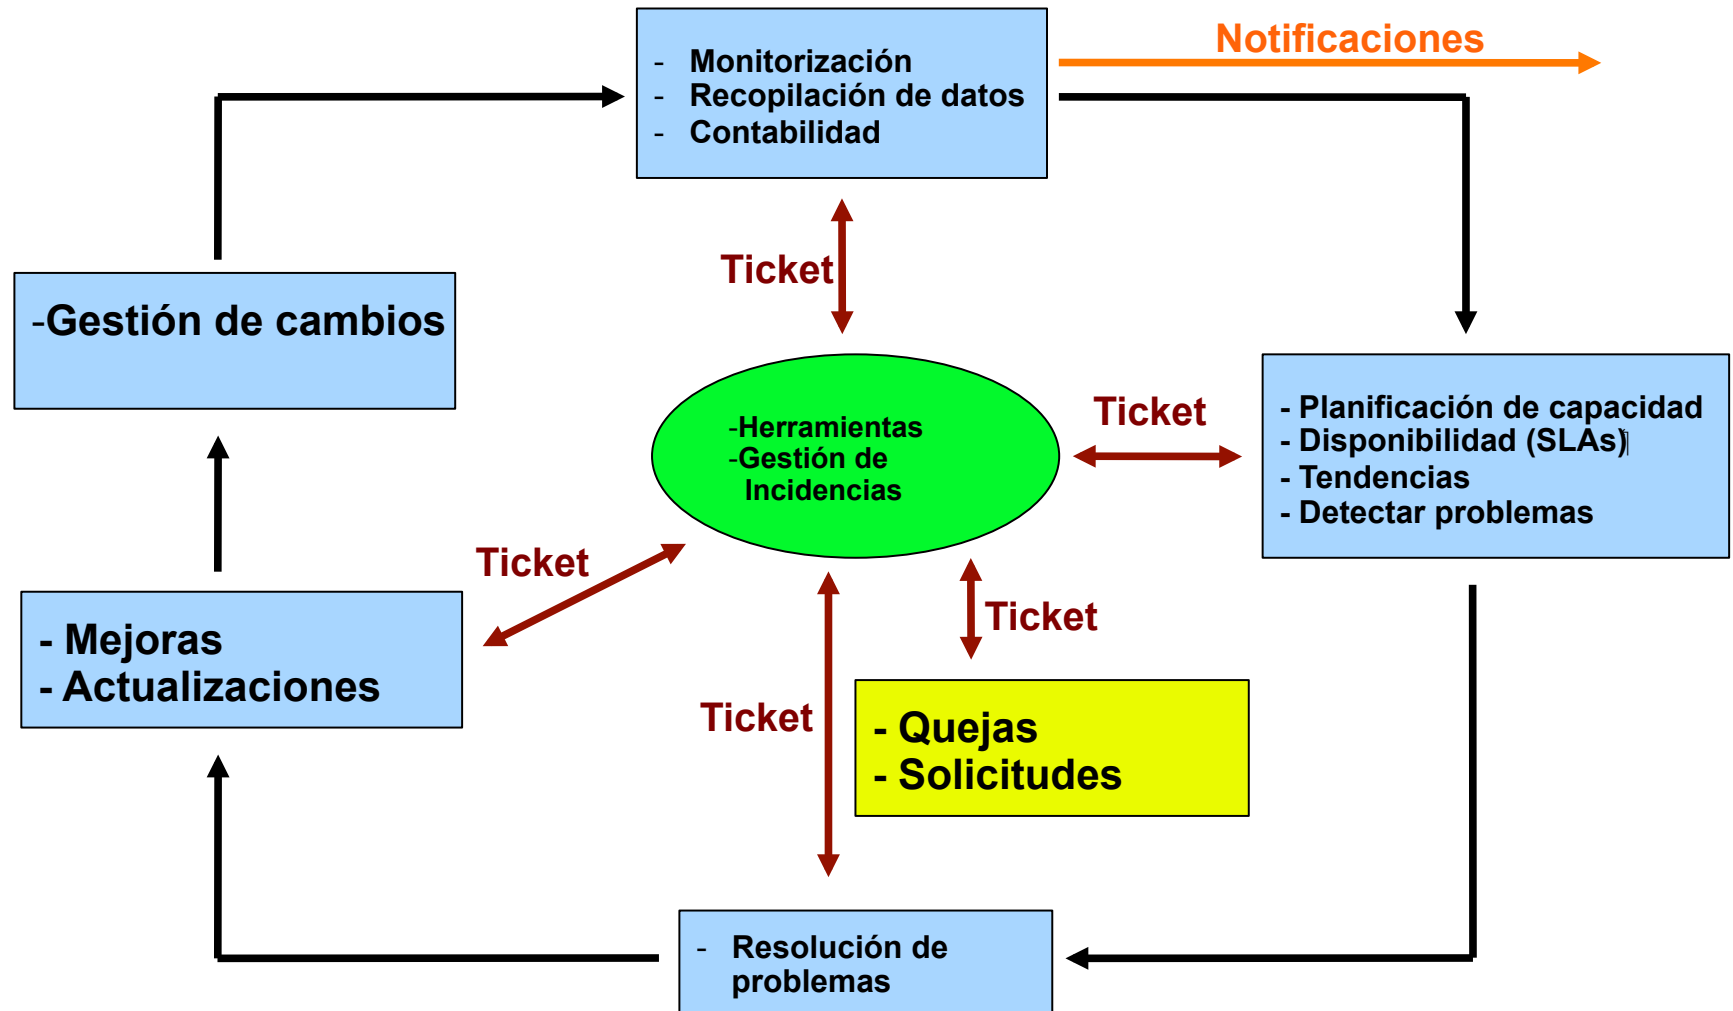 Notificaciones
- Monitorización
- Recopilación de datos
- Contabilidad
Ticket
-Gestión de cambios
-Herramientas
-Gestión de
Incidencias
Ticket
- Planificación de capacidad
- Disponibilidad (SLAs)
- Tendencias
- Detectar problemas
Ticket
Ticket
- Mejoras
- Actualizaciones
Ticket
- Quejas
- Solicitudes
- Resolución de
problemas